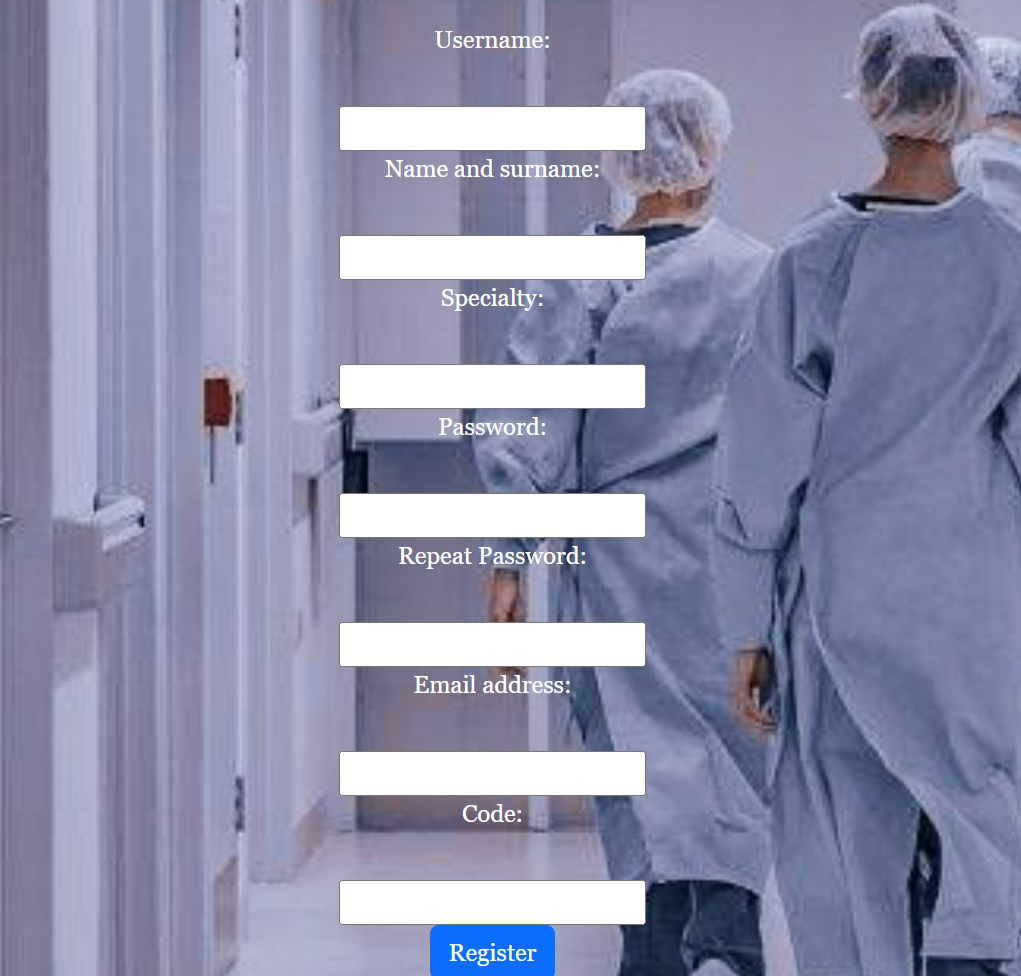 Username:
Name and surname:
Specialty:
Password:
Repeat Password:
Email address:
Code:
Register